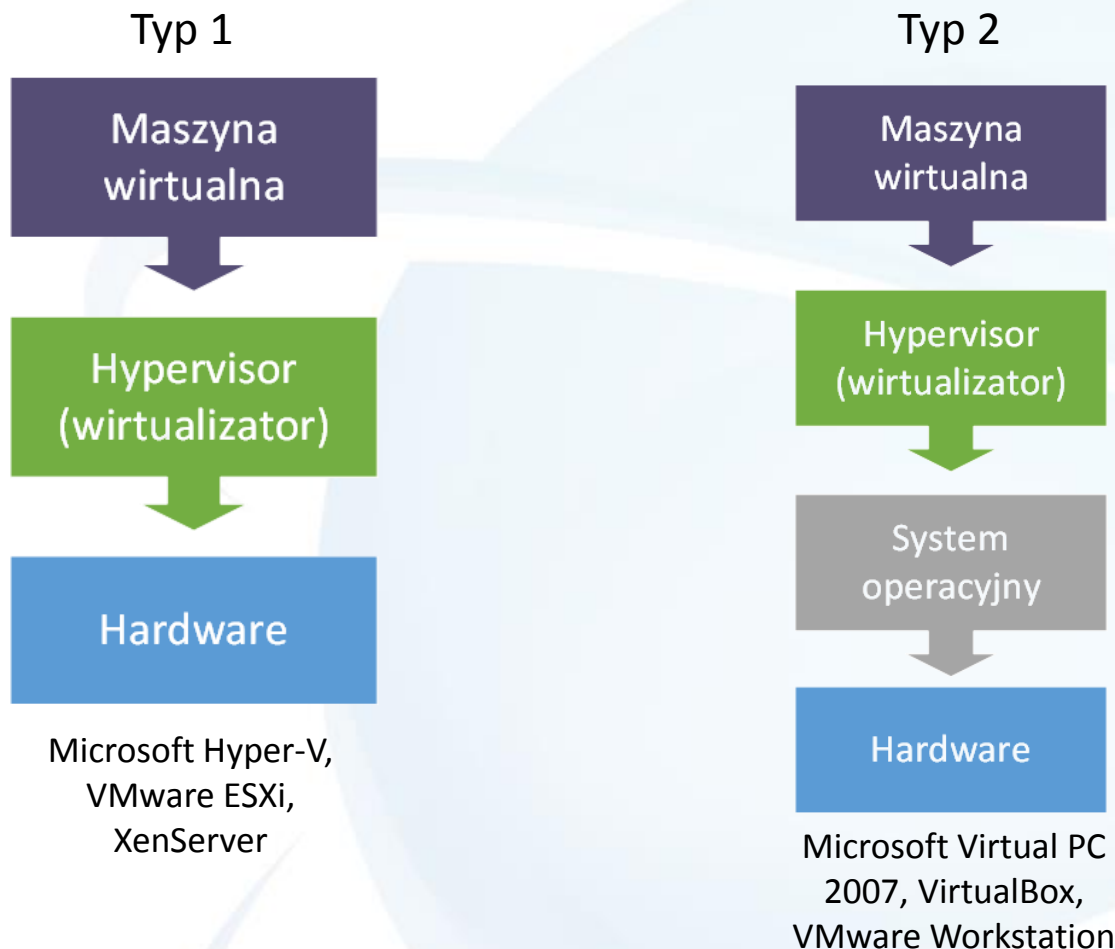 Typ 1
Maszyna
wirtualna
Hypervisor
(wirtualizator)
Hardware
Microsoft Hyper-V,
VMware ESXi,
XenServer
Typ 2
Maszyna
wirtualna
Hypervisor
(wirtualizator)
System
operacyjny
Hardware
Microsoft Virtual PC
2007, VirtualBox,
VMware Workstation